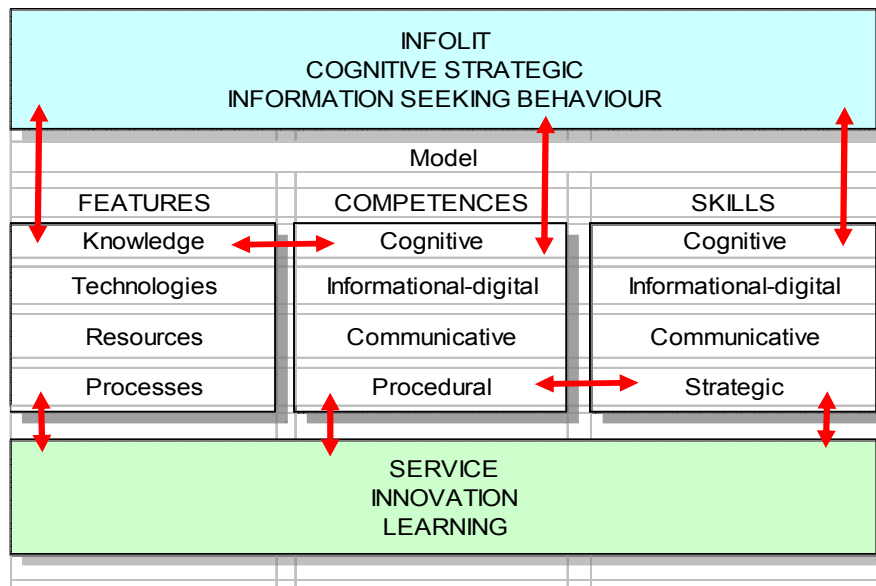 INFOLIT
COGNITIVE STRATEGIC
INFORMATION SEEKING BEHAVIOUR
Model
FEATURES COMPETENCES SKILLS
Knowledge Cognitive Cognitive
Technologies Informational-digital Informational-digital
Resources Communicative Communicative
Processes Procedural Strategic
SERVICE
INNOVATION
LEARNING